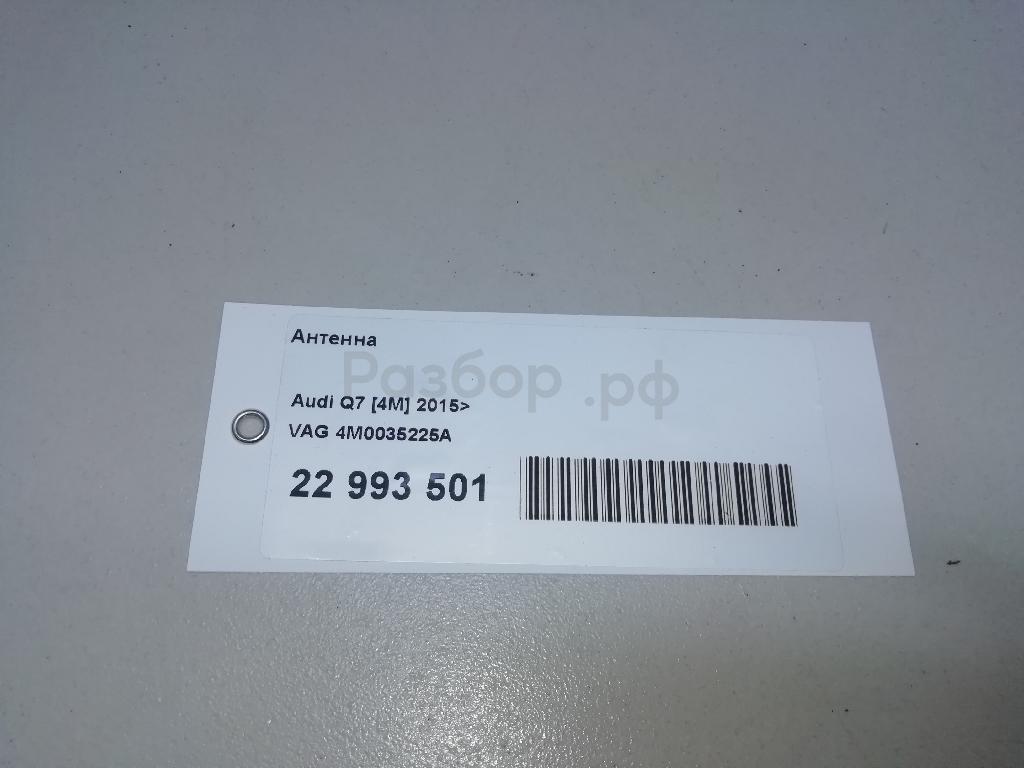 Антенна
Разбор.рф
Audi Q7 [4M] 2015>
VAG 4M0035225A
22 993 501